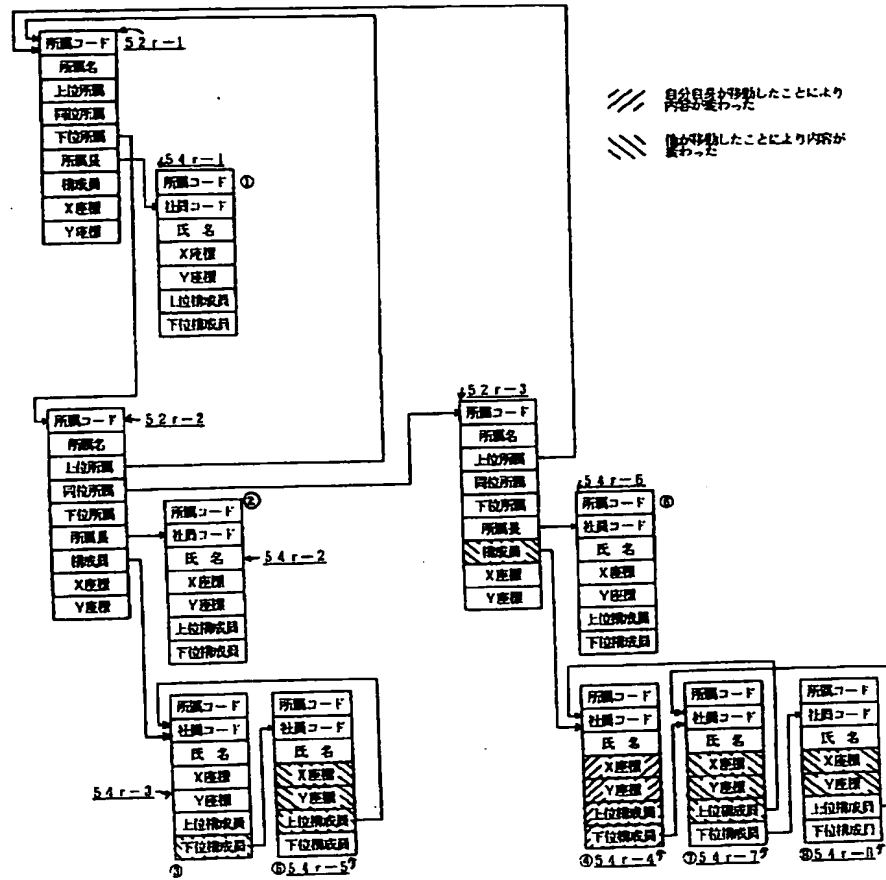 所属コード
52r-1
所属名
上位所属
同位所属
下位所属
所属長
構成員
X座標
Y座標
54r-1
所属コード
①
社員コード
氏 名
X座標
Y座標
上位構成員
下位構成員
自分自身が移動したことにより
内容が変わった
他が移動したことにより内容が
変わった
所属コード
52r-2
所属名
上位所属
同位所属
下位所属
所属長
構成員
X座標
Y座標
②
所属コード
社員コード
氏 名
54r-2
X座標
Y座標
上位構成員
下位構成員
所属コード
社員コード
氏 名
X座標
Y座標
54r-3
上位構成員
下位構成員
③
所属コード
社員コード
氏 名
X座標
Y座標
上位構成員
下位構成員
⑤54r-5
52r-3
所属コード
所属名
上位所属
同位所属
下位所属
所属長
構成員
X座標
Y座標
54r-6
所属コード
⑥
社員コード
氏 名
X座標
Y座標
上位構成員
下位構成員
所属コード
社員コード
氏 名
X座標
Y座標
上位構成員
下位構成員
④54r-4
所属コード
社員コード
氏 名
X座標
Y座標
上位構成員
下位構成員
⑦54r-7
所属コード
社員コード
氏 名
X座標
Y座標
上位構成員
下位構成員
⑧54r-8